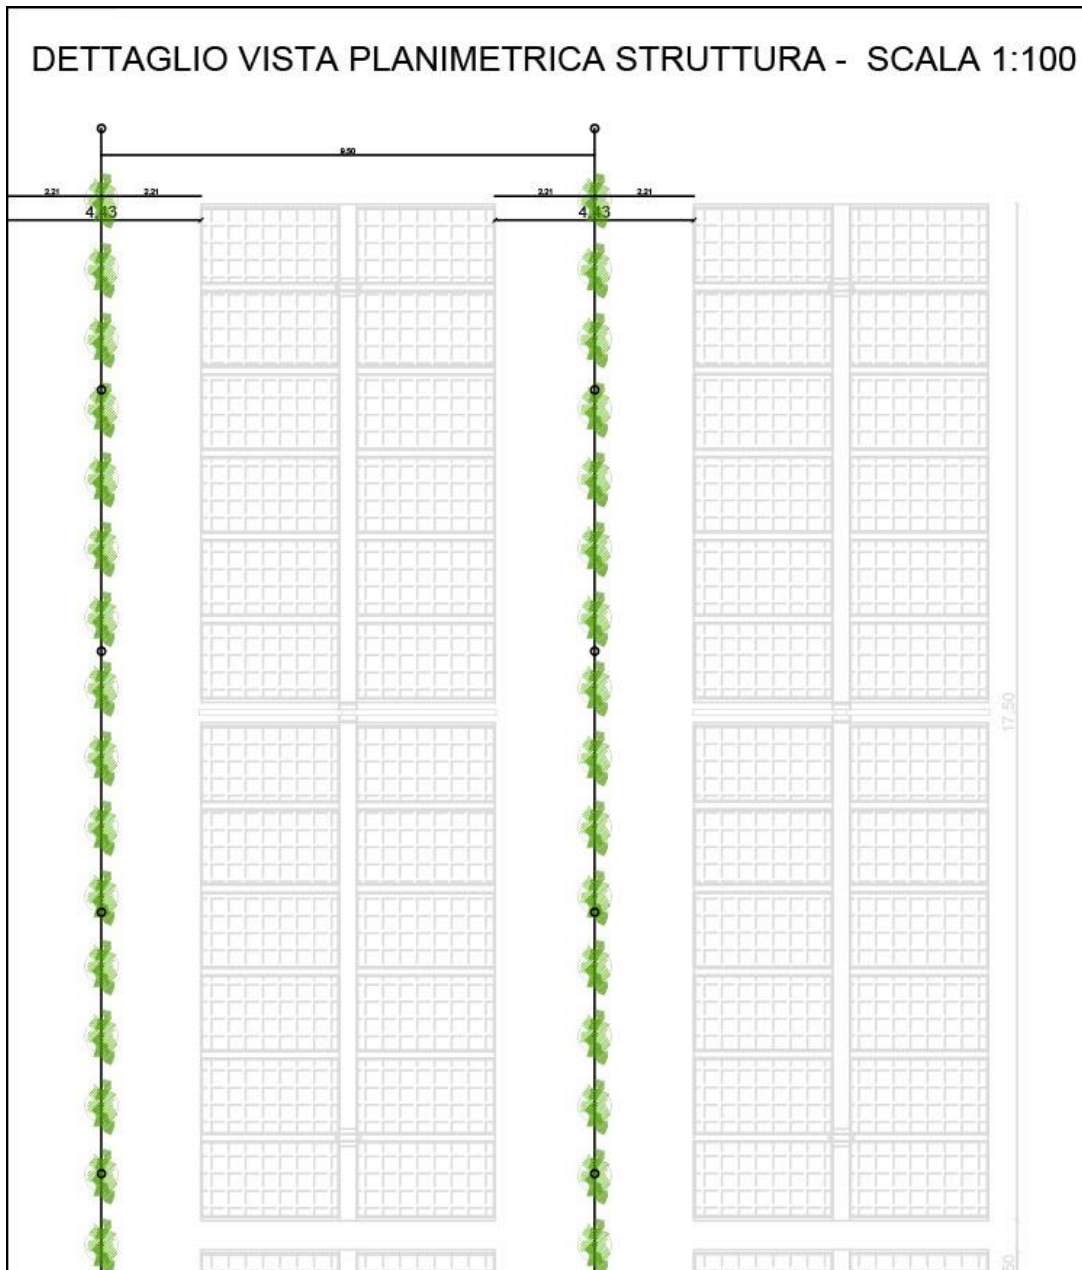 DETTAGLIO VISTA PLANIMETRICA STRUTTURA - SCALA 1:100
9.50
2.21 2.21 2.21 2.21
4,43 4,43
17,50
50